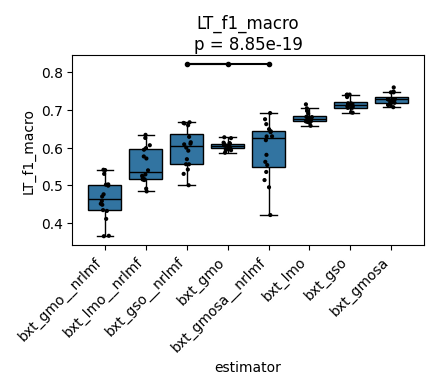 LT_f1_macro
p = 8.85e-19
LT_f1_macro
0.8
0.7
0.6
0.5
0.4
bxt_gmo__nrlmf
bxt_lmo__nrlmf
bxt_gso__nrlmf
bxt_gmo
bxt_gmosa__nrlmf
bxt_lmo
bxt_gso
bxt_gmosa
estimator